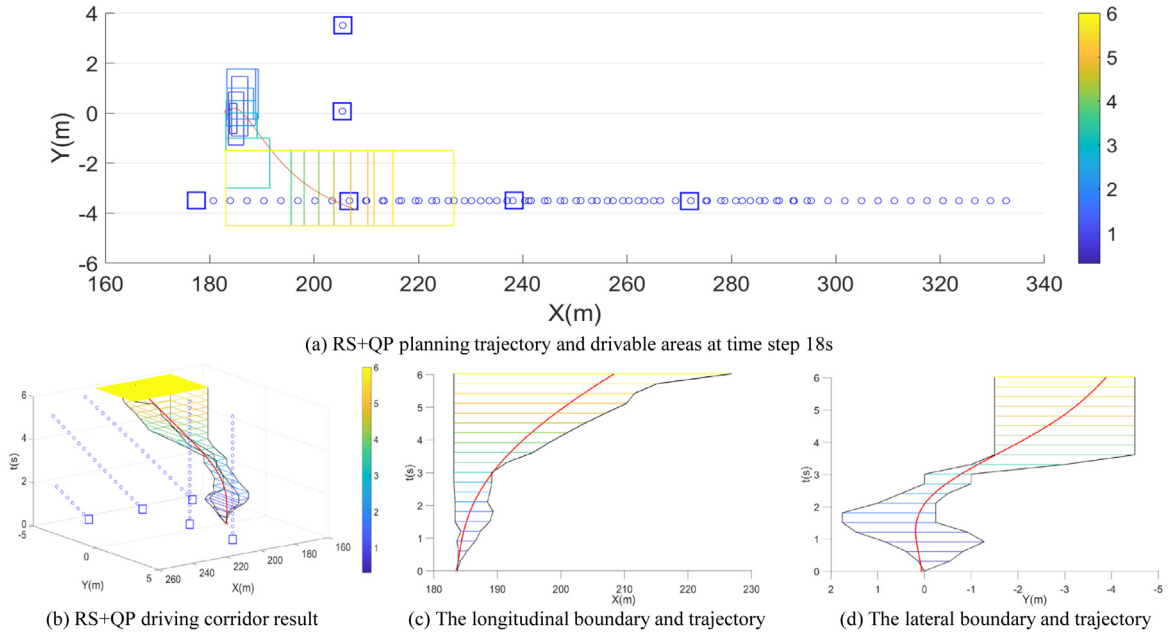 4
2
0
-2
-4
-6
Y(m)
160 180 200 220 240 260 280 300 320 340
X(m)
6
5
4
3
2
1
(a) RS+QP planning trajectory and drivable areas at time step 18s
6
4
2
0
t(s)
-5
0
5
Y(m)
260 240 220 200 180 160
X(m)
6
5
4
3
2
1
(b) RS+QP driving corridor result
6
5
4
3
2
1
0
t(s)
180 190 200 210 220 230
X(m)
(c) The longitudinal boundary and trajectory
6
5
4
3
2
1
0
t(s)
2 1 0 -1 -2 -3 -4 -5
Y(m)
(d) The lateral boundary and trajectory